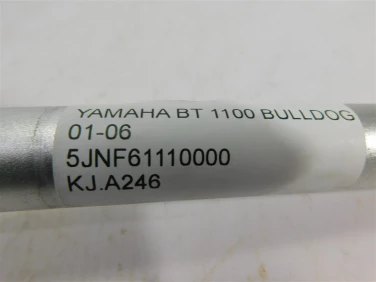 YAMAHA BT 1100 BULLDOG
01-06
5JNF61110000
KJ.A246